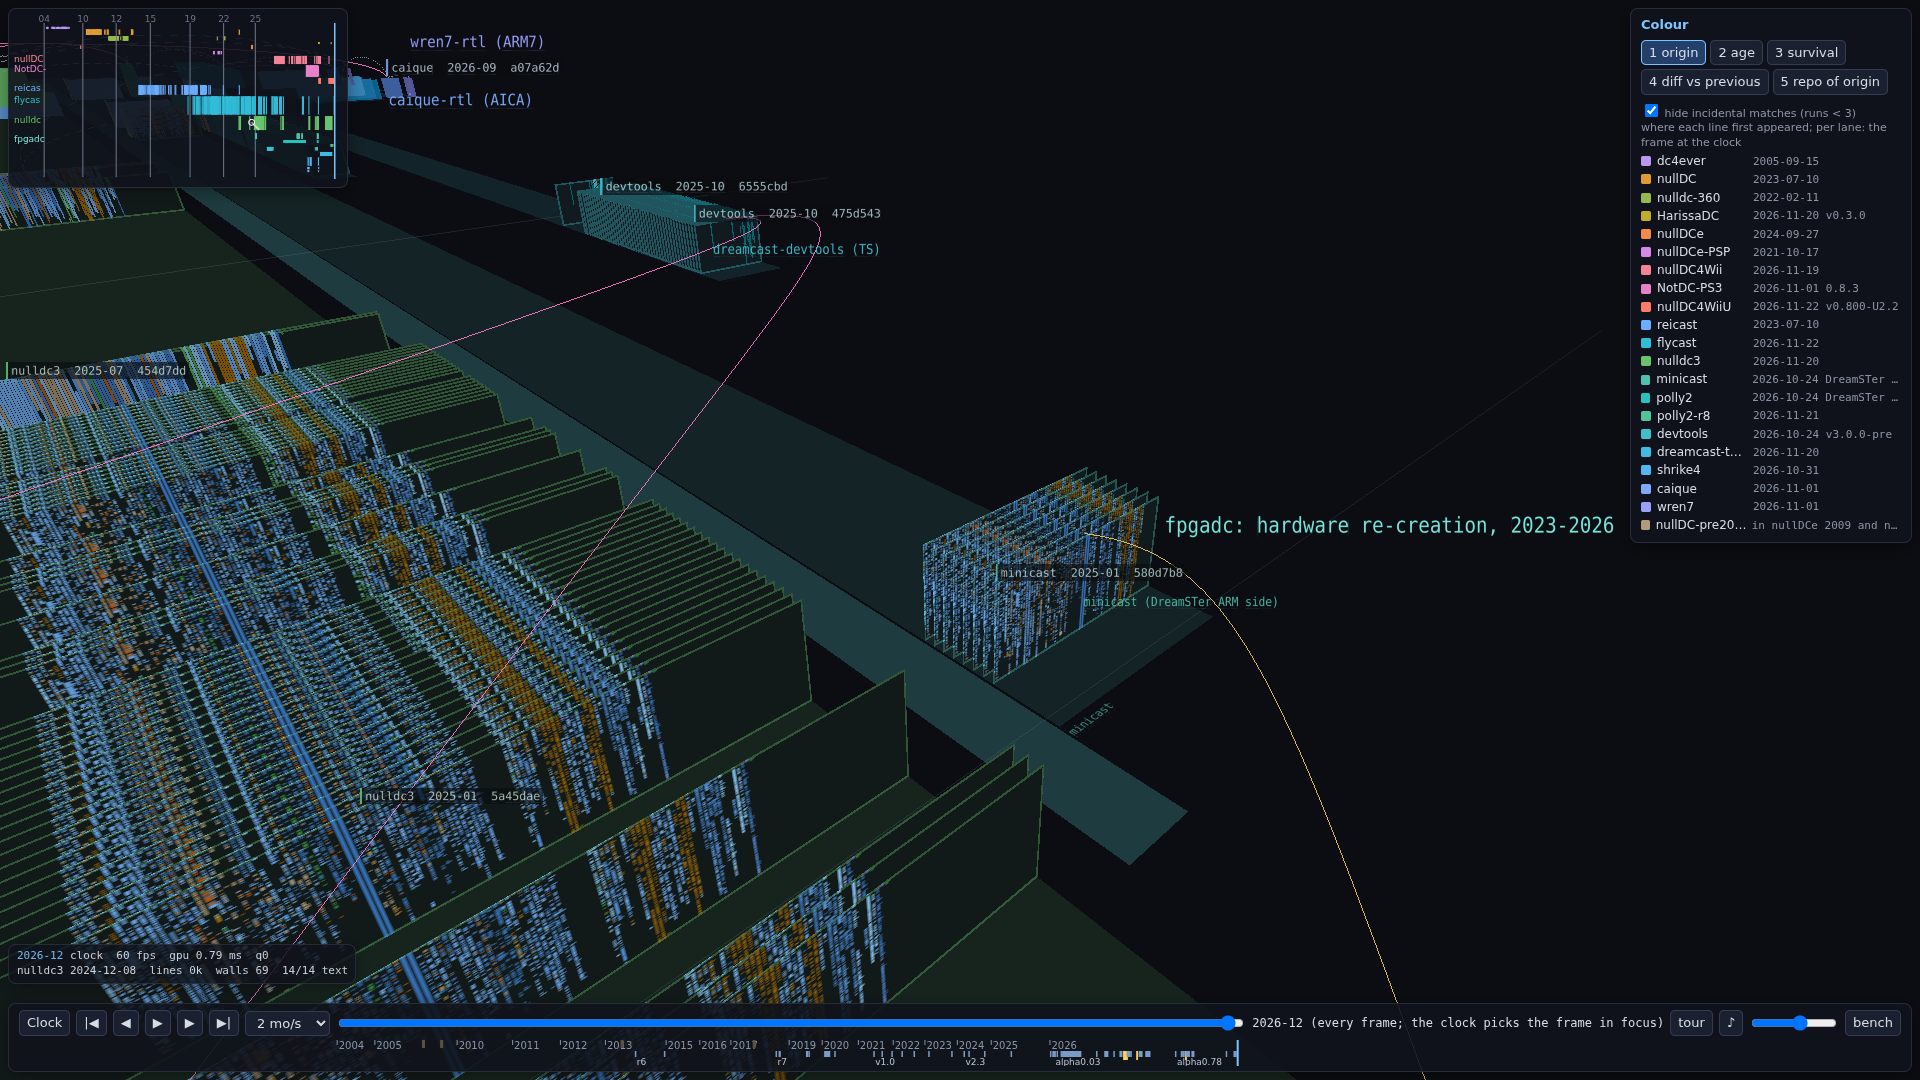 04 10 12 15 19 22 25
nullDC
NotDC-
reicas
flycas
nulldc
fpgadc
wren7-rtl (ARM7)
caique 2026-09 a07a62d
caique-rtl (AICA)
devtools 2025-10 6555cbd
devtools 2025-10 475d543
dreamcast-devtools (TS)
nulldc3 2025-07 454d7dd
fpgadc: hardware re-creation, 2023-2026
minicast 2025-01 580d7b8
minicast (DreamSTer ARM side)
minicast
nulldc3 2025-01 5a45dae
Colour
1 origin 2 age 3 survival
4 diff vs previous 5 repo of origin
hide incidental matches (runs < 3)
where each line first appeared; per lane: the
frame at the clock
dc4ever 2005-09-15
nullDC 2023-07-10
nulldc-360 2022-02-11
HarissaDC 2026-11-20 v0.3.0
nullDCe 2024-09-27
nullDCe-PSP 2021-10-17
nullDC4Wii 2026-11-19
NotDC-PS3 2026-11-01 0.8.3
nullDC4WiiU 2026-11-22 v0.800-U2.2
reicast 2023-07-10
flycast 2026-11-22
nulldc3 2026-11-20
minicast 2026-10-24 DreamSTer …
polly2 2026-10-24 DreamSTer …
polly2-r8 2026-11-21
devtools 2026-10-24 v3.0.0-pre
dreamcast-t… 2026-11-20
shrike4 2026-10-31
caique 2026-11-01
wren7 2026-11-01
nullDC-pre20… in nullDCe 2009 and n…
2026-12 clock 60 fps gpu 0.79 ms q0
nulldc3 2024-12-08 lines 0k walls 69 14/14 text
Clock 2 mo/s 2026-12 (every frame; the clock picks the frame in focus) tour ♪ bench
2004 2005 2010 2011 2012 2013 2015 2016 2017 2019 2020 2021 2022 2023 2024 2025 2026
r6 r7 v1.0 v2.3 alpha0.03 alpha0.78